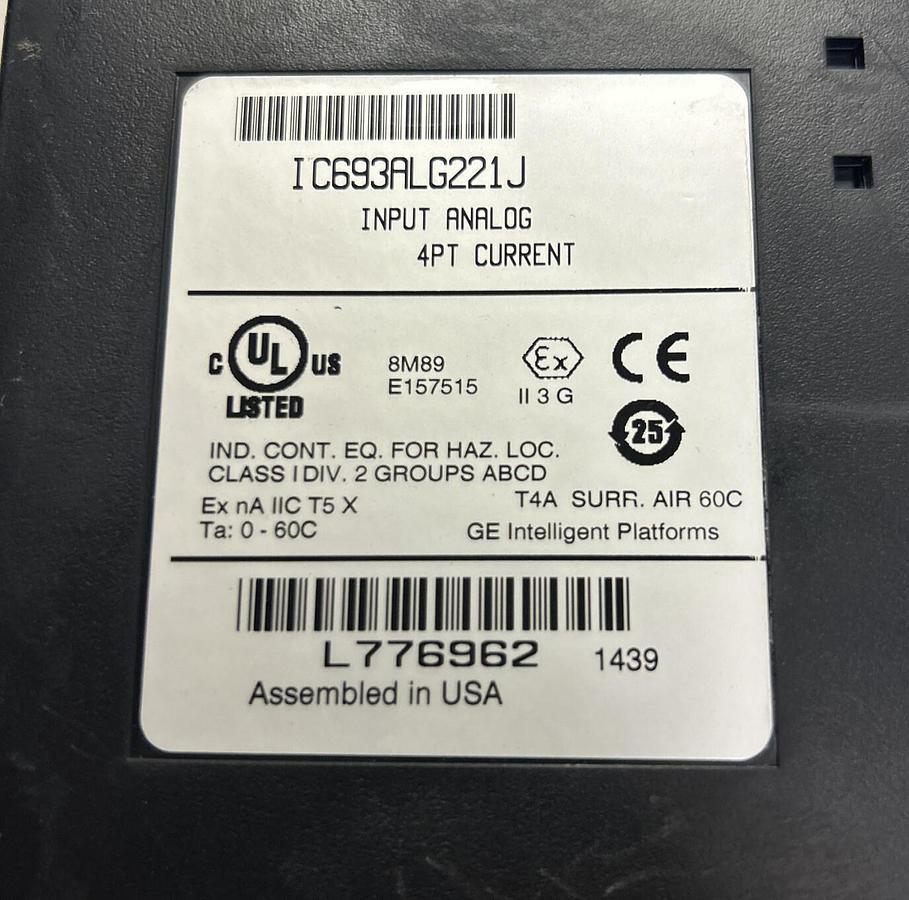 IC693ALG221J
INPUT ANALOG
4PT CURRENT
C UL US
LISTED
8M89
E157515
Ex
II 3 G
CE
25
IND. CONT. EQ. FOR HAZ. LOC.
CLASS I DIV. 2 GROUPS ABCD
Ex nA IIC T5 X
T4A SURR. AIR 60C
Ta: 0 - 60C
GE Intelligent Platforms
L776962 1439
Assembled in USA